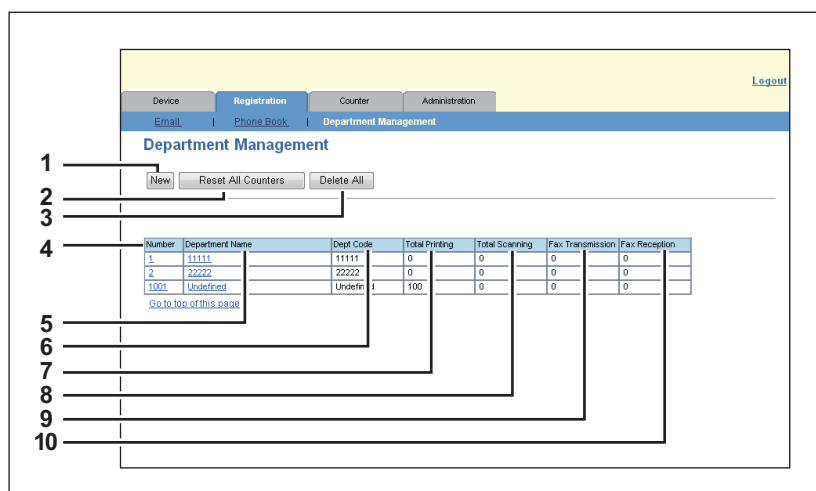 Logout
Device Registration Counter Administration
Email | Phone Book | Department Management
Department Management
1
New Reset All Counters Delete All
2
3
4
Number Department Name Dept Code Total Printing Total Scanning Fax Transmission Fax Reception
1 11111 11111 0 0 0 0
2 22222 22222 0 0 0 0
1001 Undefined Undefined 100 0 0 0
Go to top of this page
5
6
7
8
9
10